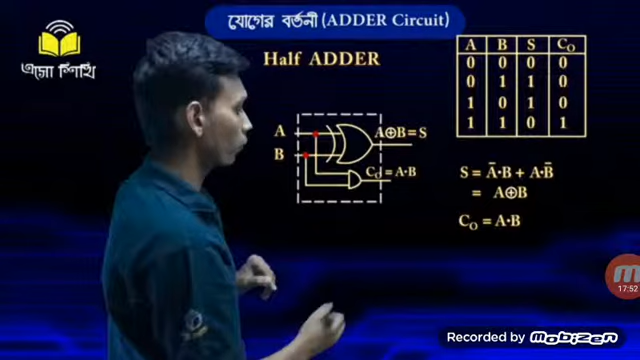 যোগের বর্তনী (ADDER Circuit)
এসো শিখি
Half ADDER
A B S C₀
0 0 0 0
0 1 1 0
1 0 1 0
1 1 0 1
A
B
A⊕B=S
C₀=A·B
S = A̅·B + A·B̅
= A⊕B
C₀ = A·B
17:52
Recorded by mobizen